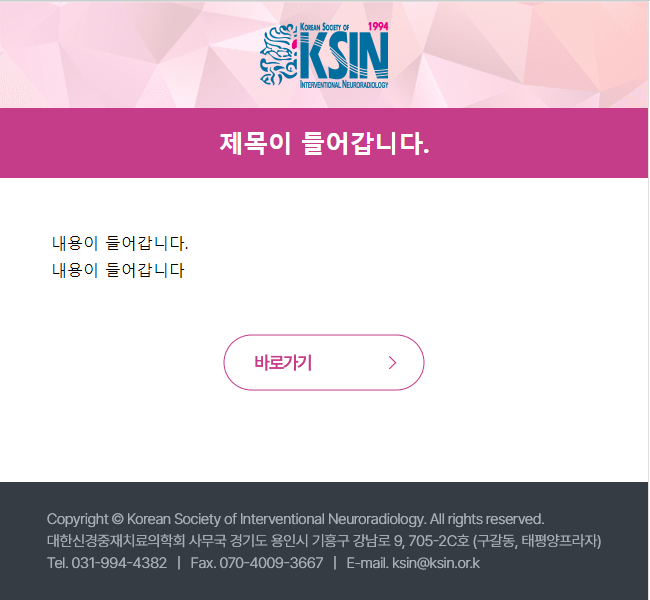 KOREAN SOCIETY OF 1994
KSIN
INTERVENTIONAL NEURORADIOLOGY
제목이 들어갑니다.
내용이 들어갑니다.
내용이 들어갑니다
바로가기
Copyright © Korean Society of Interventional Neuroradiology. All rights reserved.
대한신경중재치료의학회 사무국 경기도 용인시 기흥구 강남로 9, 705-2C호 (구갈동, 태평양프라자)
Tel. 031-994-4382 | Fax. 070-4009-3667 | E-mail. ksin@ksin.or.k